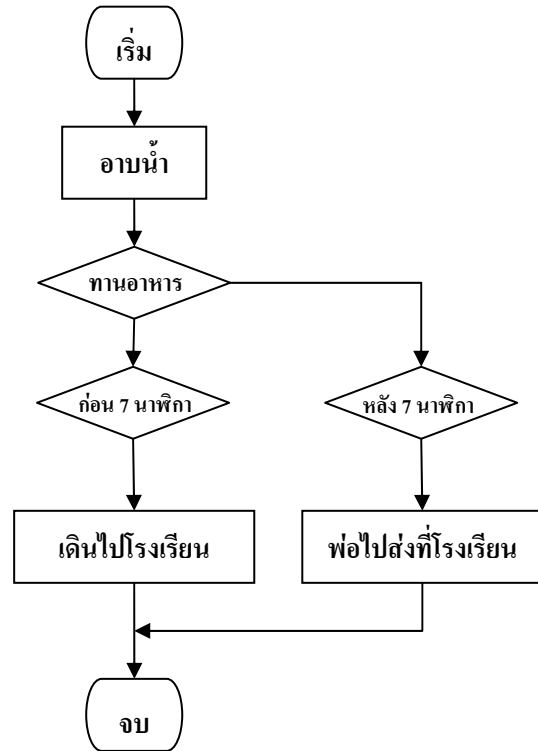 เริ่ม
อาบน้ำ
ทานอาหาร
ก่อน 7 นาฬิกา
หลัง 7 นาฬิกา
เดินไปโรงเรียน
พ่อไปส่งที่โรงเรียน
จบ